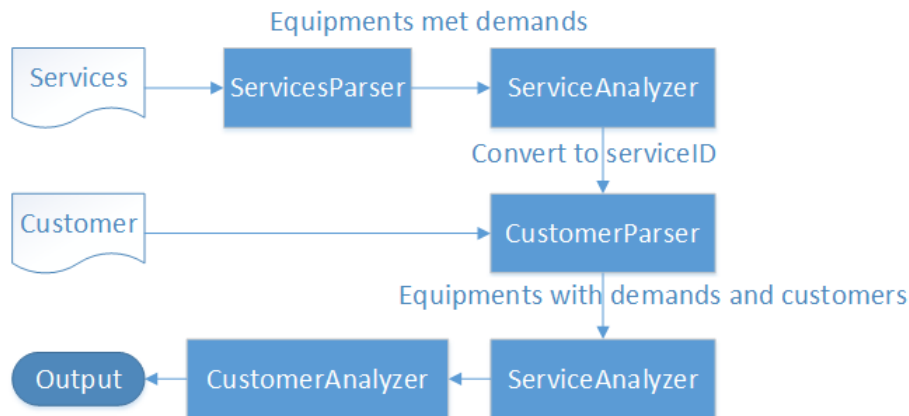 Equipments met demands
Services
ServicesParser
ServiceAnalyzer
Convert to serviceID
Customer
CustomerParser
Equipments with demands and customers
Output
CustomerAnalyzer
ServiceAnalyzer